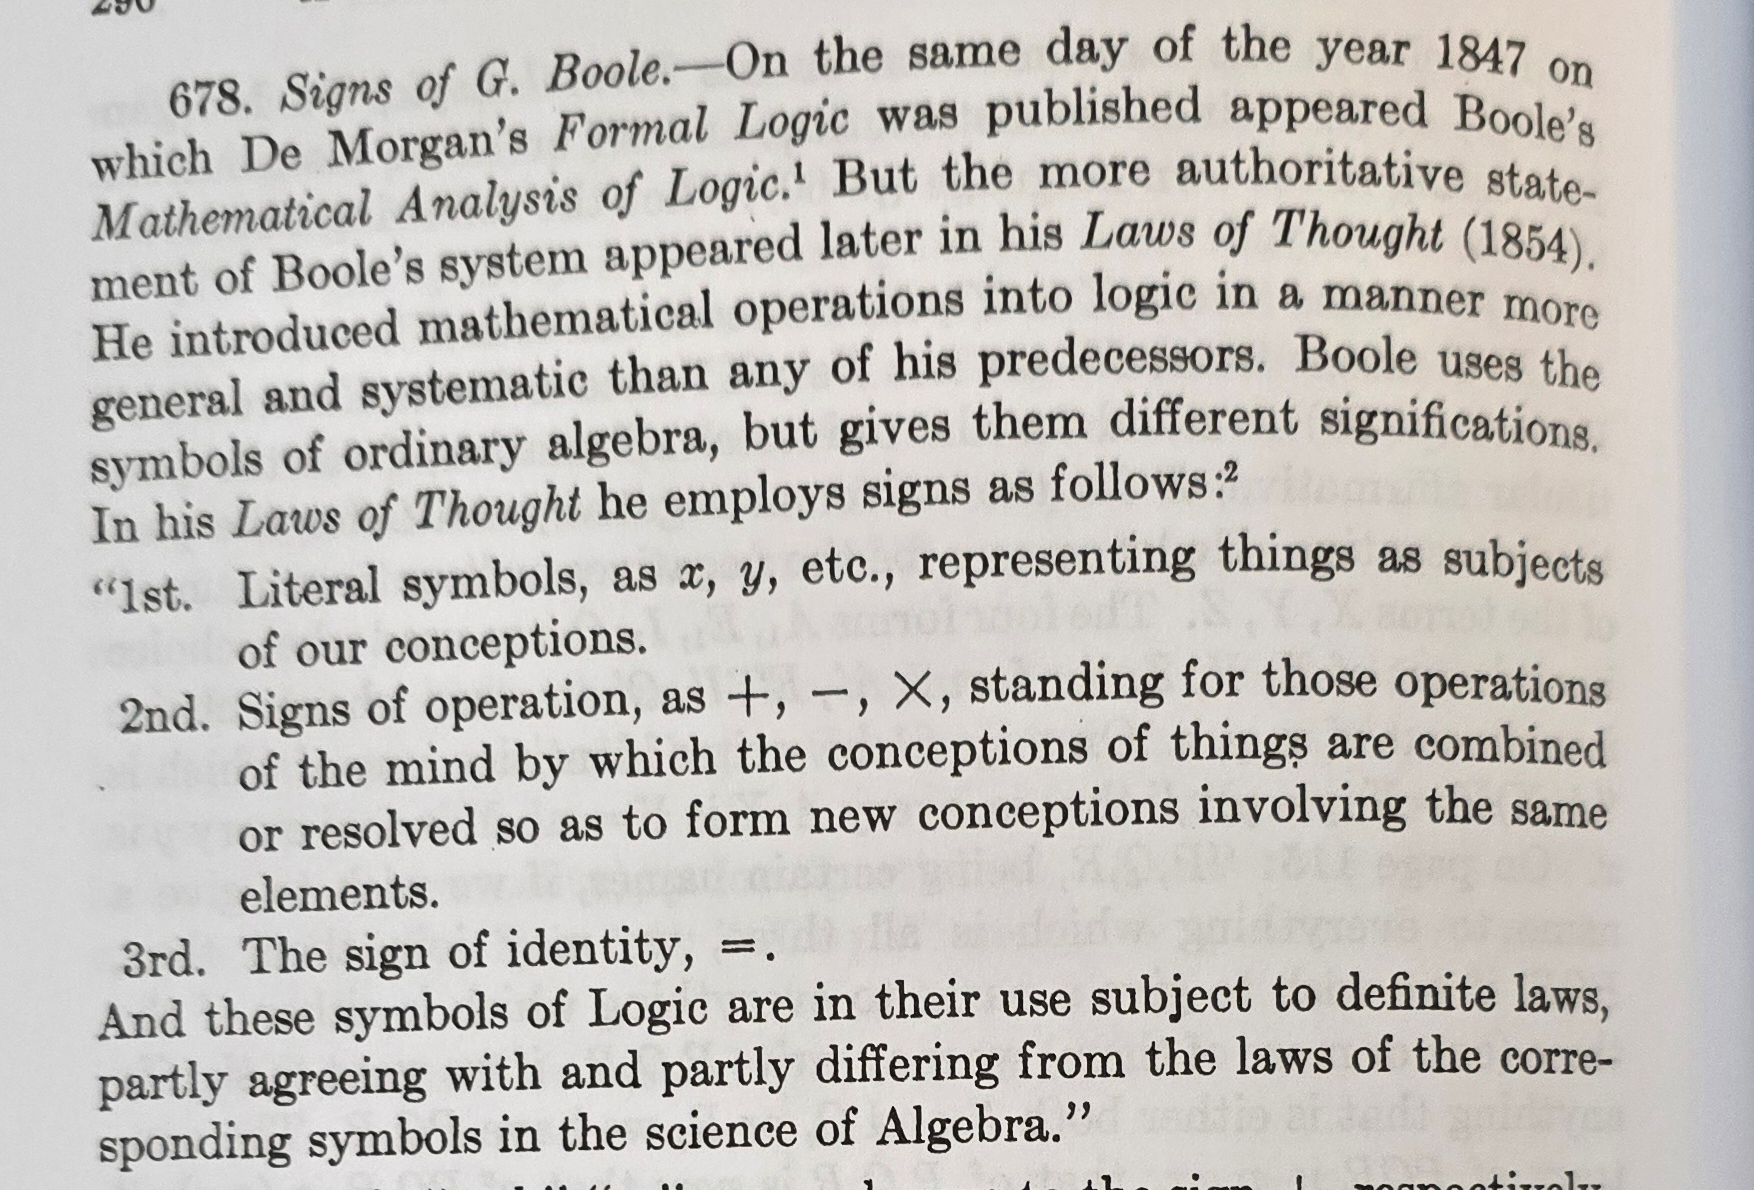 290
678. Signs of G. Boole.—On the same day of the year 1847 on
which De Morgan's Formal Logic was published appeared Boole's
Mathematical Analysis of Logic.¹ But the more authoritative state-
ment of Boole's system appeared later in his Laws of Thought (1854).
He introduced mathematical operations into logic in a manner more
general and systematic than any of his predecessors. Boole uses the
symbols of ordinary algebra, but gives them different significations.
In his Laws of Thought he employs signs as follows:²
“1st. Literal symbols, as x, y, etc., representing things as subjects
of our conceptions.
2nd. Signs of operation, as +, −, ×, standing for those operations
of the mind by which the conceptions of things are combined
or resolved so as to form new conceptions involving the same
elements.
3rd. The sign of identity, =.
And these symbols of Logic are in their use subject to definite laws,
partly agreeing with and partly differing from the laws of the corre-
sponding symbols in the science of Algebra.”
to the sign respectively